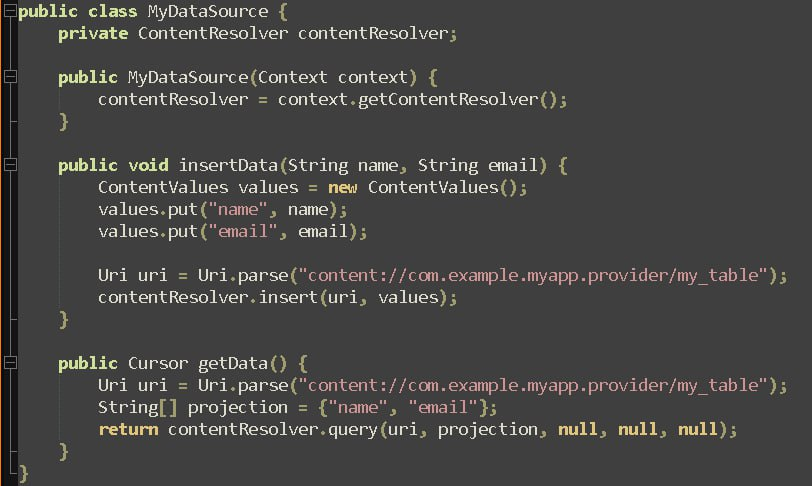 public class MyDataSource {
    private ContentResolver contentResolver;

    public MyDataSource(Context context) {
        contentResolver = context.getContentResolver();
    }

    public void insertData(String name, String email) {
        ContentValues values = new ContentValues();
        values.put("name", name);
        values.put("email", email);

        Uri uri = Uri.parse("content://com.example.myapp.provider/my_table");
        contentResolver.insert(uri, values);
    }

    public Cursor getData() {
        Uri uri = Uri.parse("content://com.example.myapp.provider/my_table");
        String[] projection = {"name", "email"};
        return contentResolver.query(uri, projection, null, null, null);
    }
}